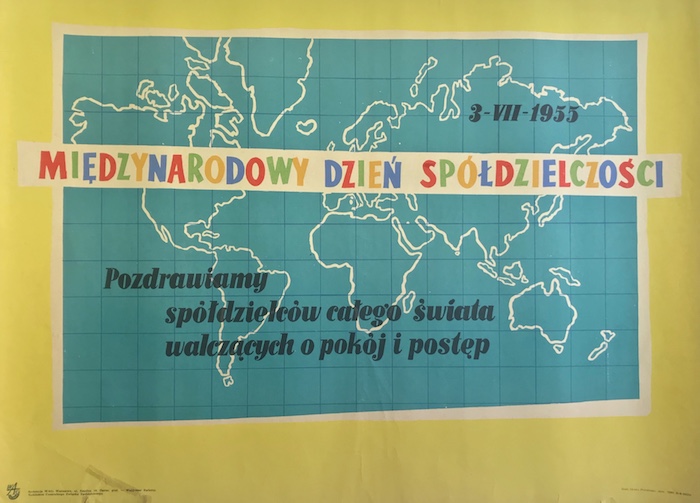 3-VII-1955
MIĘDZYNARODOWY DZIEŃ SPÓŁDZIELCZOŚCI
Pozdrawiamy
spółdzielców całego świata
walczących o pokój i postęp